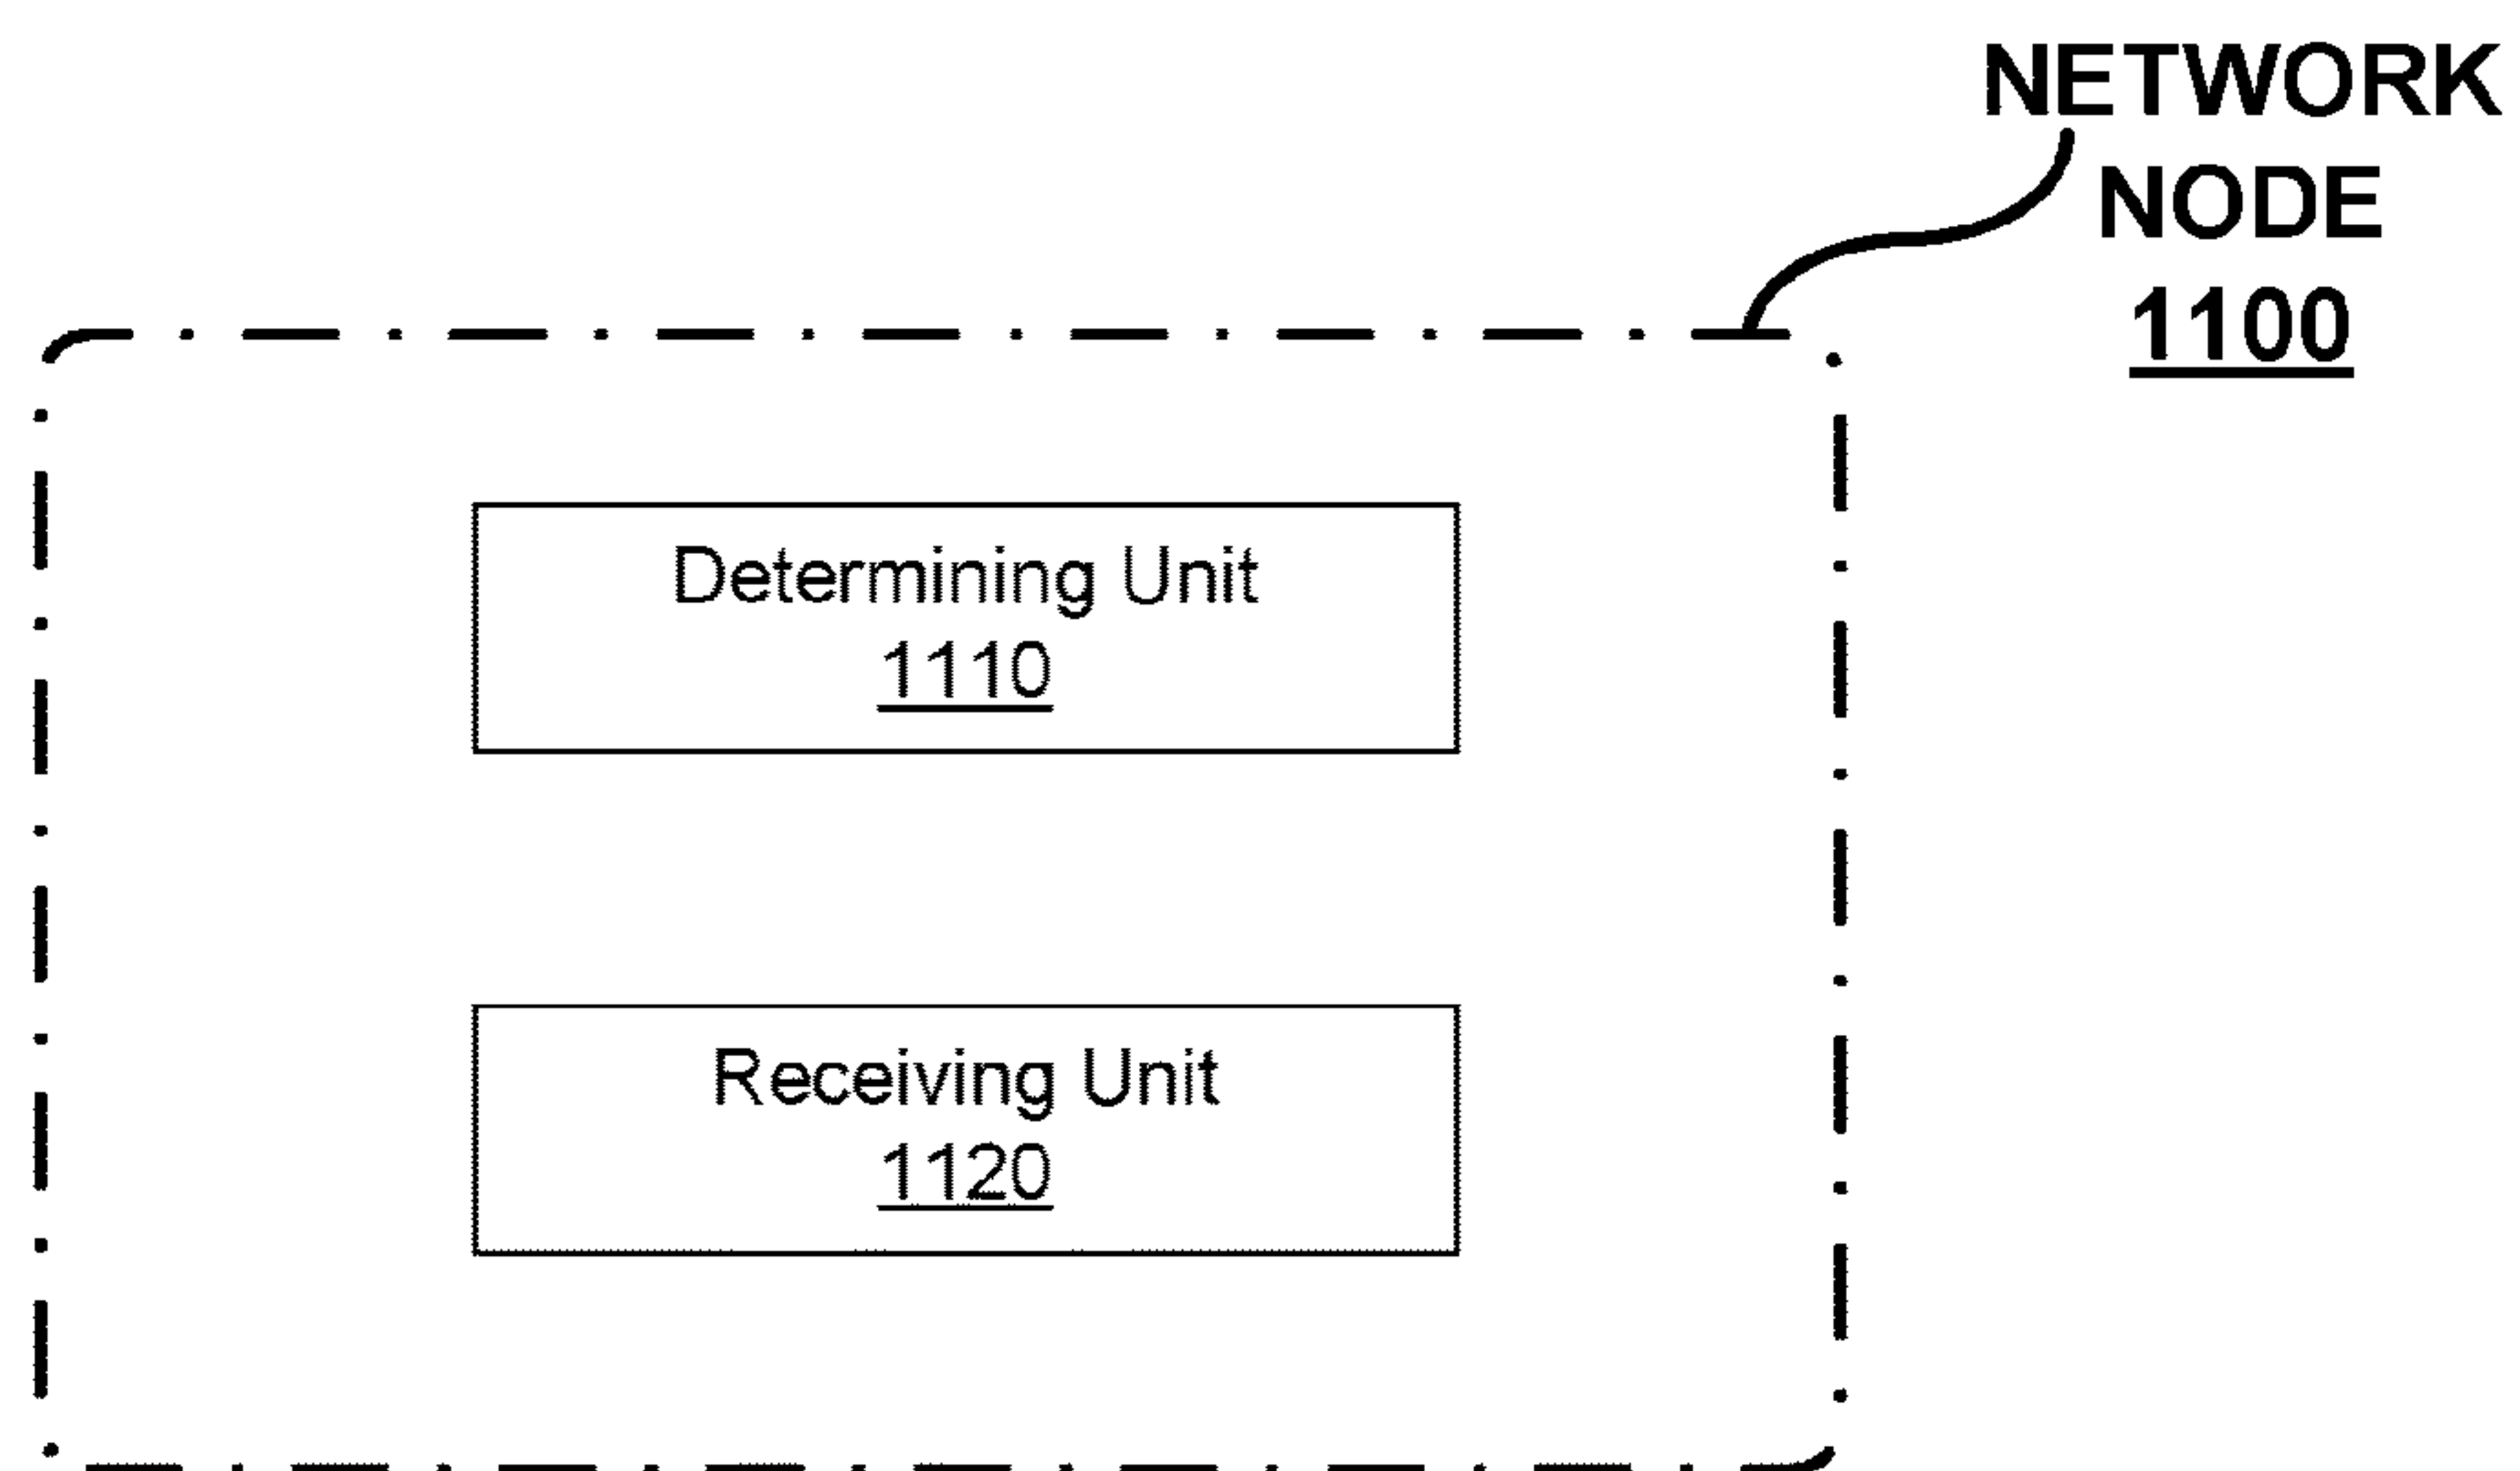 NETWORK
NODE
1100
Determining Unit
1110
Receiving Unit
1120